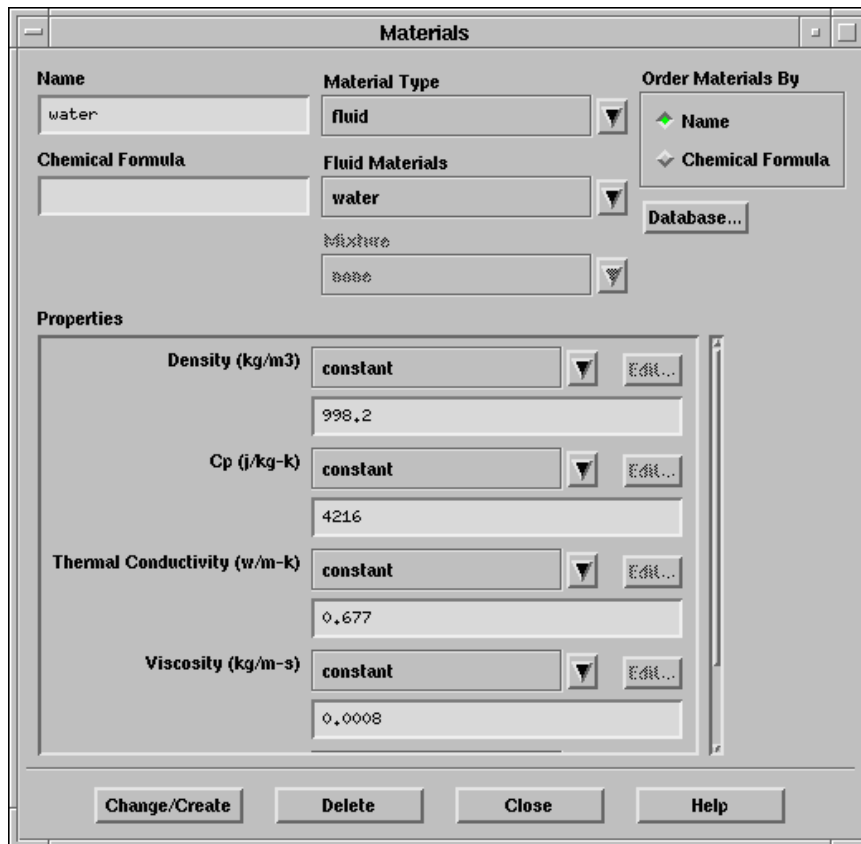 Materials
Name
water
Material Type
fluid
Order Materials By
Name
Chemical Formula
Chemical Formula
Fluid Materials
water
Database...
Mixture
none
Properties
Density (kg/m3)
constant
Edit...
998.2
Cp (j/kg-k)
constant
Edit...
4216
Thermal Conductivity (w/m-k)
constant
Edit...
0.677
Viscosity (kg/m-s)
constant
Edit...
0.0008
Change/Create
Delete
Close
Help